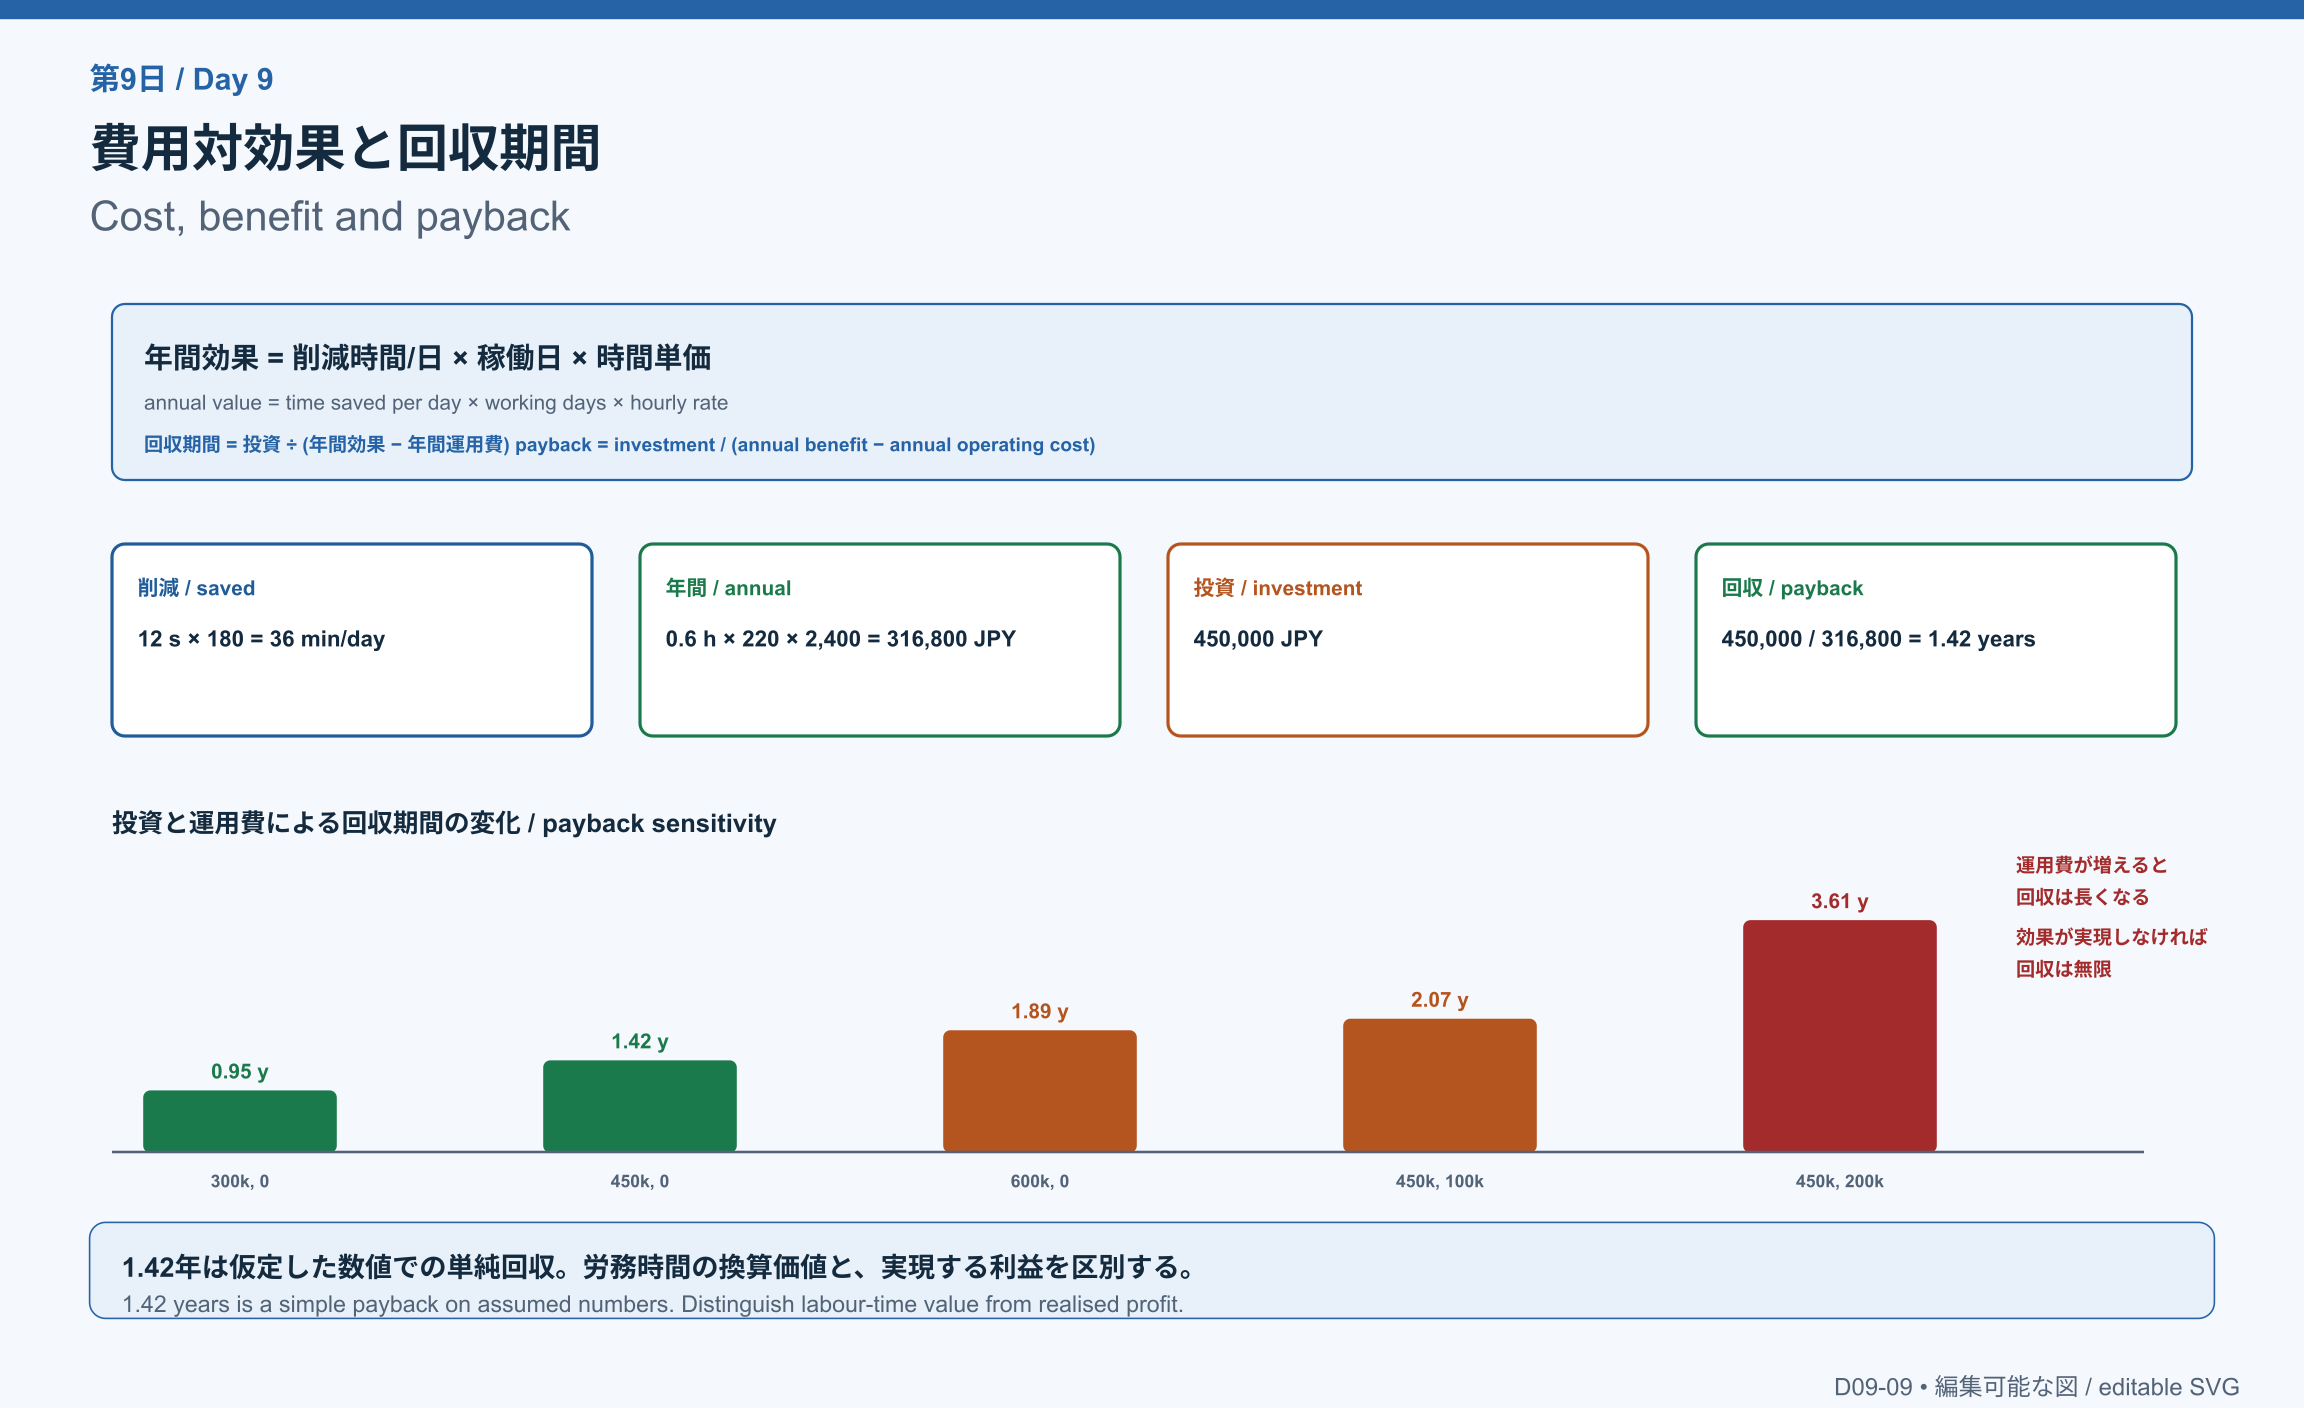 第9日 / Day 9
費用対効果と回収期間
Cost, benefit and payback
年間効果 = 削減時間/日 × 稼働日 × 時間単価
annual value = time saved per day × working days × hourly rate
回収期間 = 投資 ÷ (年間効果 − 年間運用費) payback = investment / (annual benefit − annual operating cost)
削減 / saved
12 s × 180 = 36 min/day
年間 / annual
0.6 h × 220 × 2,400 = 316,800 JPY
投資 / investment
450,000 JPY
回収 / payback
450,000 / 316,800 = 1.42 years
投資と運用費による回収期間の変化 / payback sensitivity
運用費が増えると
回収は長くなる
効果が実現しなければ
回収は無限
0.95 y
1.42 y
1.89 y
2.07 y
3.61 y
300k, 0
450k, 0
600k, 0
450k, 100k
450k, 200k
1.42年は仮定した数値での単純回収。労務時間の換算価値と、実現する利益を区別する。
1.42 years is a simple payback on assumed numbers. Distinguish labour-time value from realised profit.
D09-09 • 編集可能な図 / editable SVG